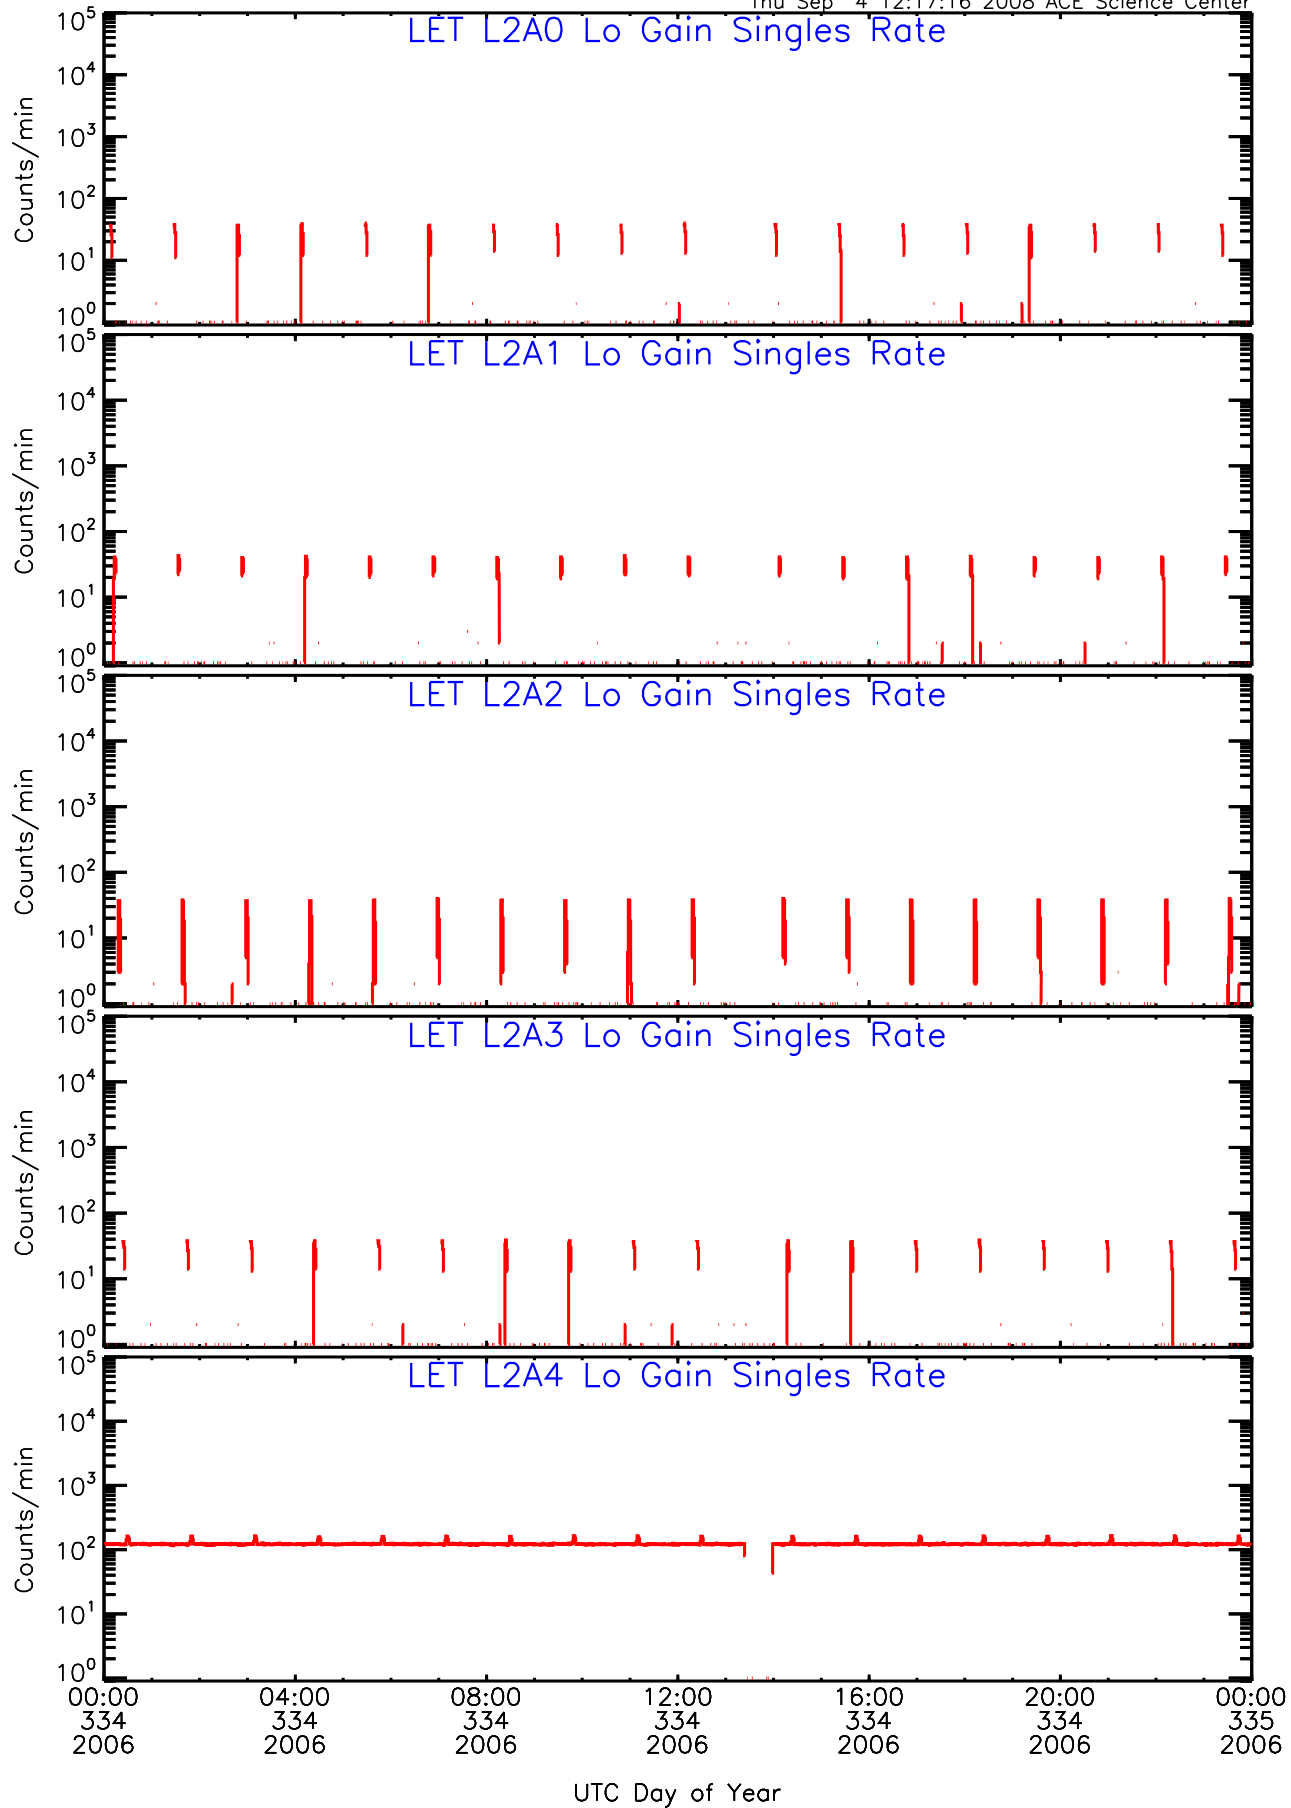 Thu Sep 4 12:17:16 2008 ACE Science Center
LET L2A0 Lo Gain Singles Rate
10^5
10^4
10^3
10^2
10^1
10^0
Counts/min
LET L2A1 Lo Gain Singles Rate
10^5
10^4
10^3
10^2
10^1
10^0
Counts/min
LET L2A2 Lo Gain Singles Rate
10^5
10^4
10^3
10^2
10^1
10^0
Counts/min
LET L2A3 Lo Gain Singles Rate
10^5
10^4
10^3
10^2
10^1
10^0
Counts/min
LET L2A4 Lo Gain Singles Rate
10^5
10^4
10^3
10^2
10^1
10^0
Counts/min
00:00 04:00 08:00 12:00 16:00 20:00 00:00
334 334 334 334 334 334 335
2006 2006 2006 2006 2006 2006 2006
UTC Day of Year